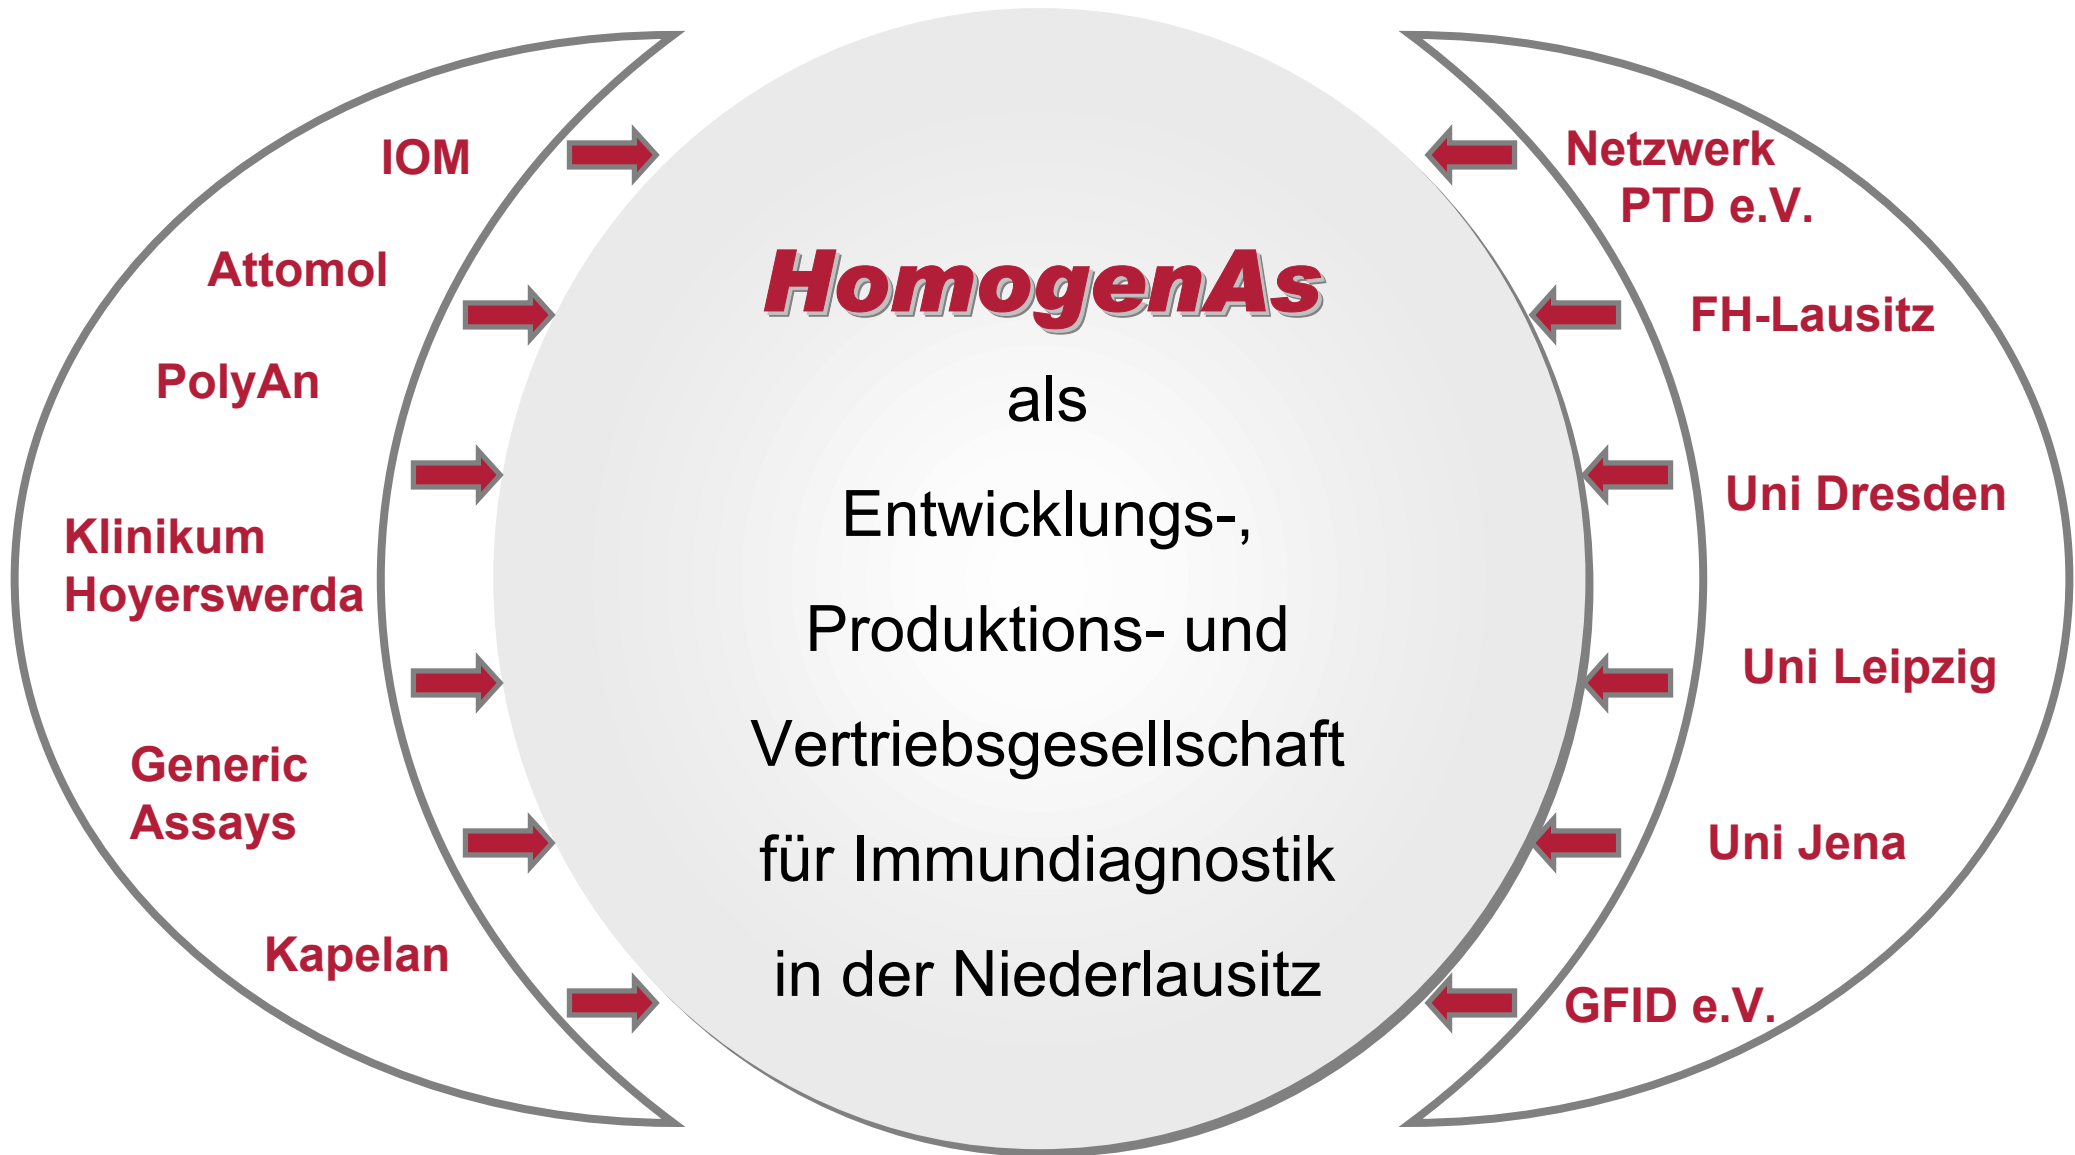 IOM
Attomol
PolyAn
Klinikum
Hoyerswerda
Generic
Assays
Kapelan
HomogenAs
als
Entwicklungs-,
Produktions- und
Vertriebsgesellschaft
für Immundiagnostik
in der Niederlausitz
Netzwerk
PTD e.V.
FH-Lausitz
Uni Dresden
Uni Leipzig
Uni Jena
GFID e.V.